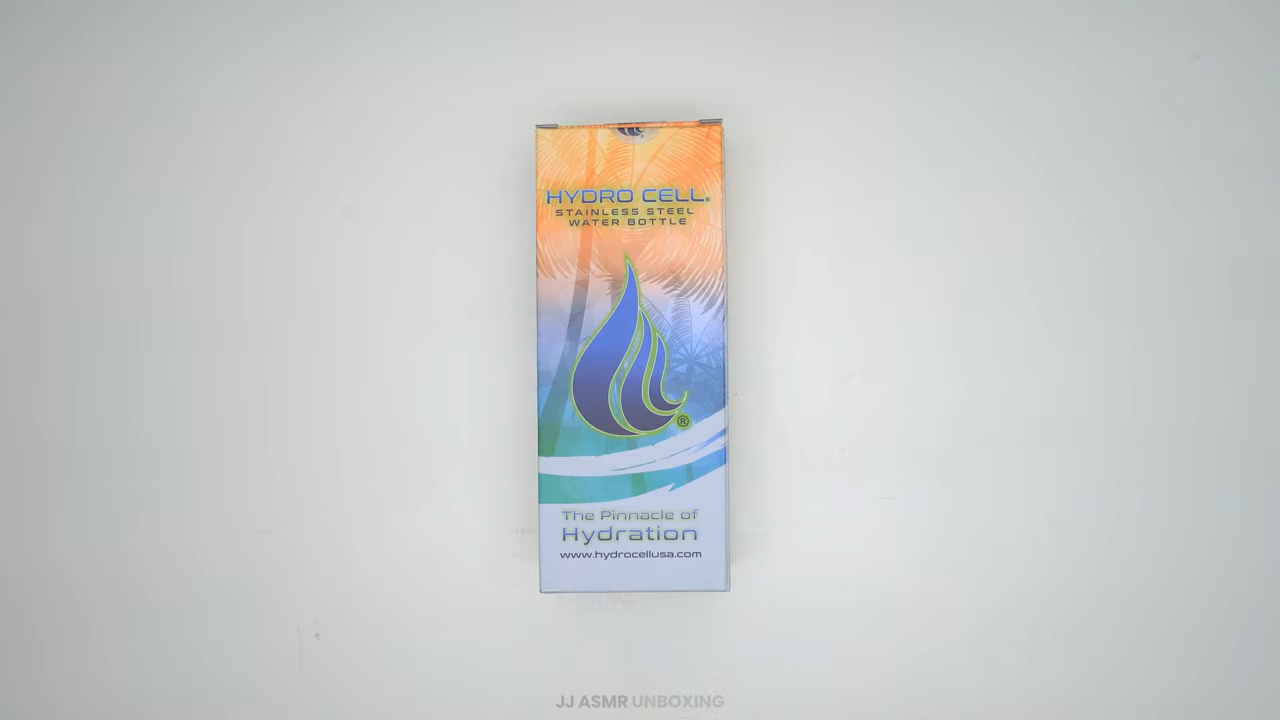 HYDRO CELL®
STAINLESS STEEL
WATER BOTTLE
®
The Pinnacle of
Hydration
www.hydrocellusa.com
JJ ASMR UNBOXING